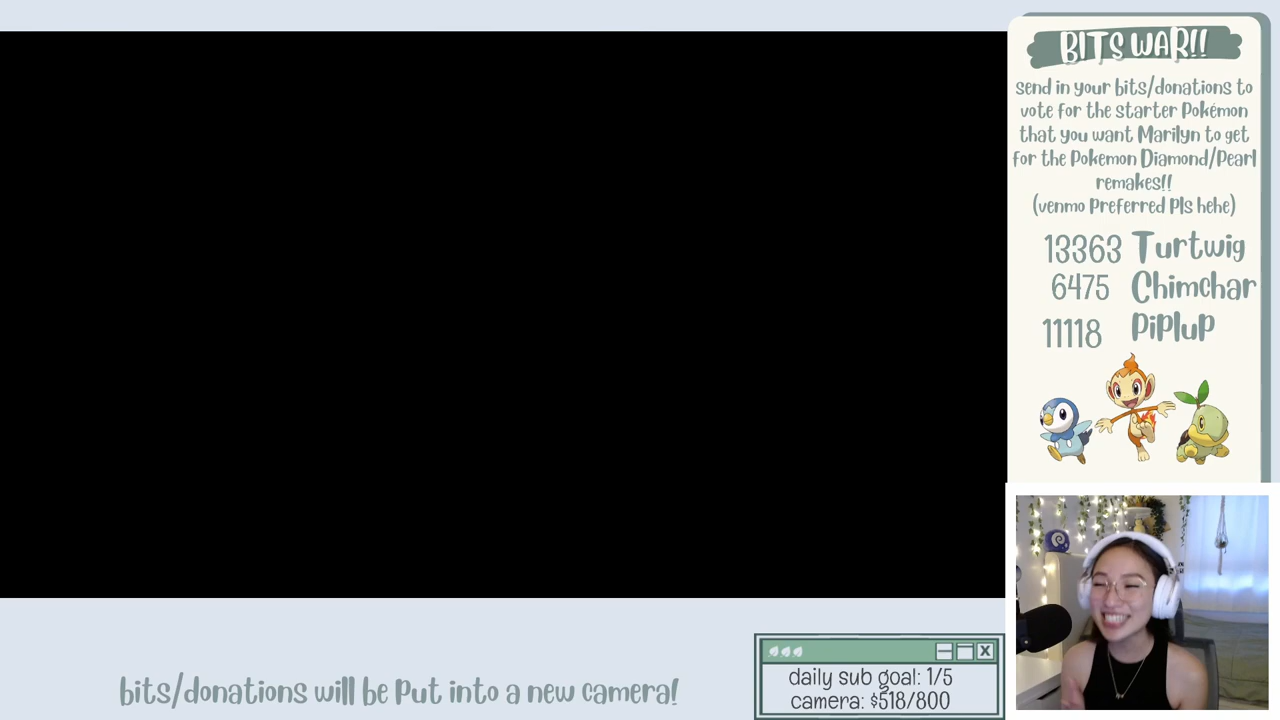 BITS WAR!!
send in your bits/donations to
vote for the starter Pokémon
that you want Marilyn to get
for the Pokemon Diamond/Pearl
remakes!!
(venmo Preferred Pls hehe)
13363 Turtwig
6475 Chimchar
11118 Piplup
daily sub goal: 1/5
camera: $518/800
bits/donations will be Put into a new camera!